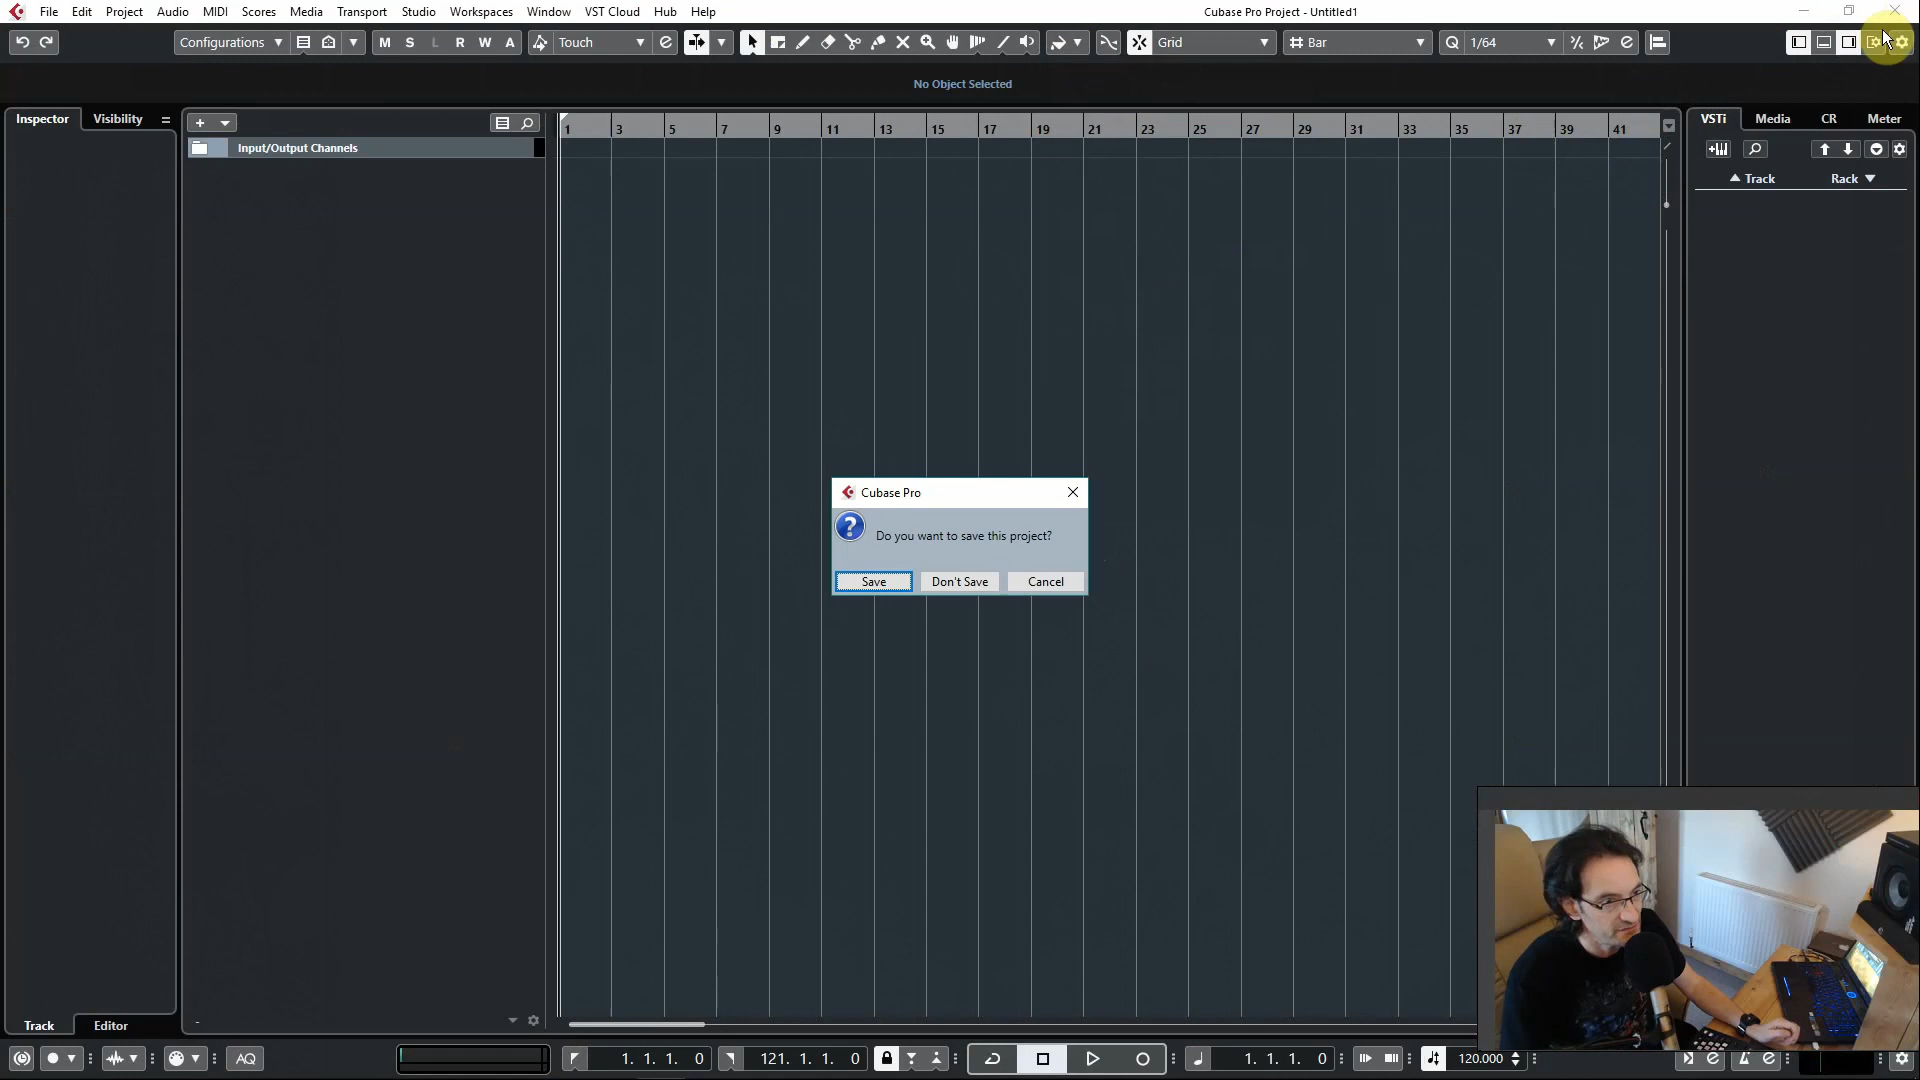 File Edit Project Audio MIDI Scores Media Transport Studio Workspaces Window VST Cloud Hub Help
Cubase Pro Project - Untitled1
Configurations M S L R W A Touch Grid Bar Q 1/64
No Object Selected
Inspector Visibility
1 3 5 7 9 11 13 15 17 19 21 23 25 27 29 31 33 35 37 39 41
VSTi Media CR Meter
Input/Output Channels
Track Rack
Cubase Pro
Do you want to save this project?
Save Don't Save Cancel
Track Editor
AQ 1. 1. 1. 0 121. 1. 1. 0 1. 1. 1. 0 120.000